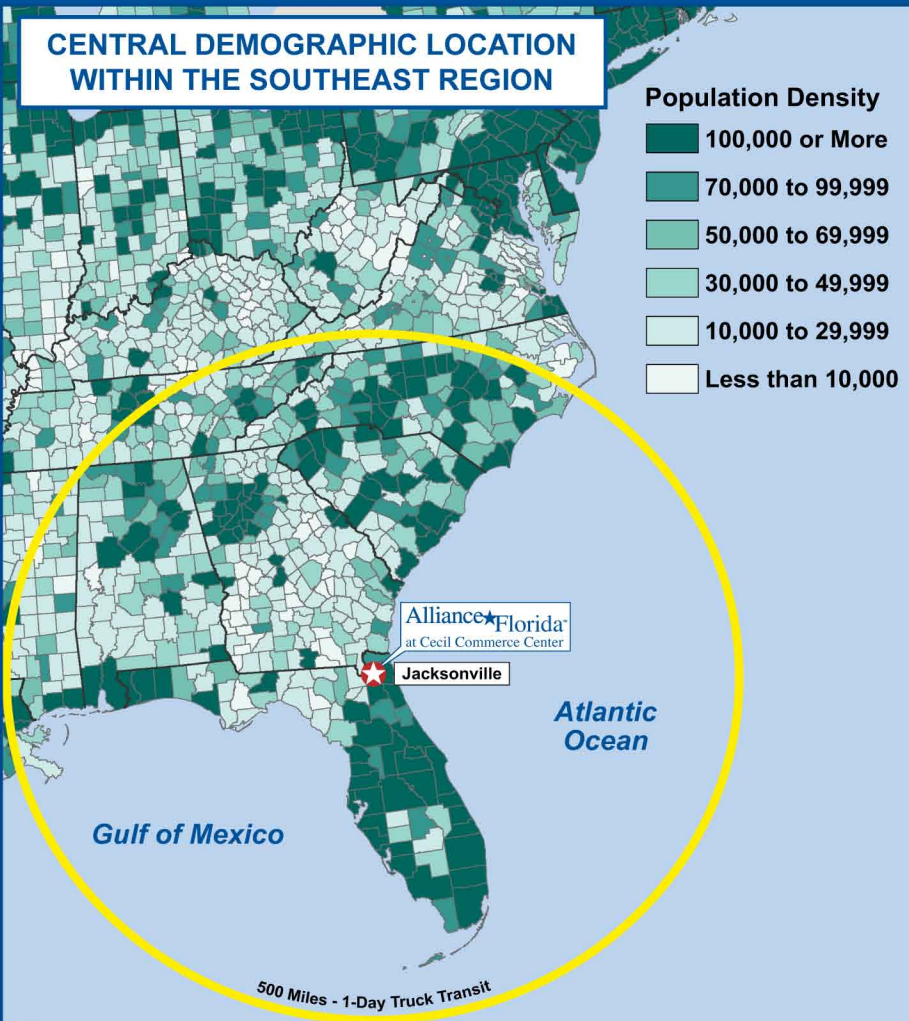 CENTRAL DEMOGRAPHIC LOCATION
WITHIN THE SOUTHEAST REGION
Population Density
100,000 or More
70,000 to 99,999
50,000 to 69,999
30,000 to 49,999
10,000 to 29,999
Less than 10,000
Alliance★Florida℠
at Cecil Commerce Center
Jacksonville
Atlantic
Ocean
Gulf of Mexico
500 Miles - 1-Day Truck Transit